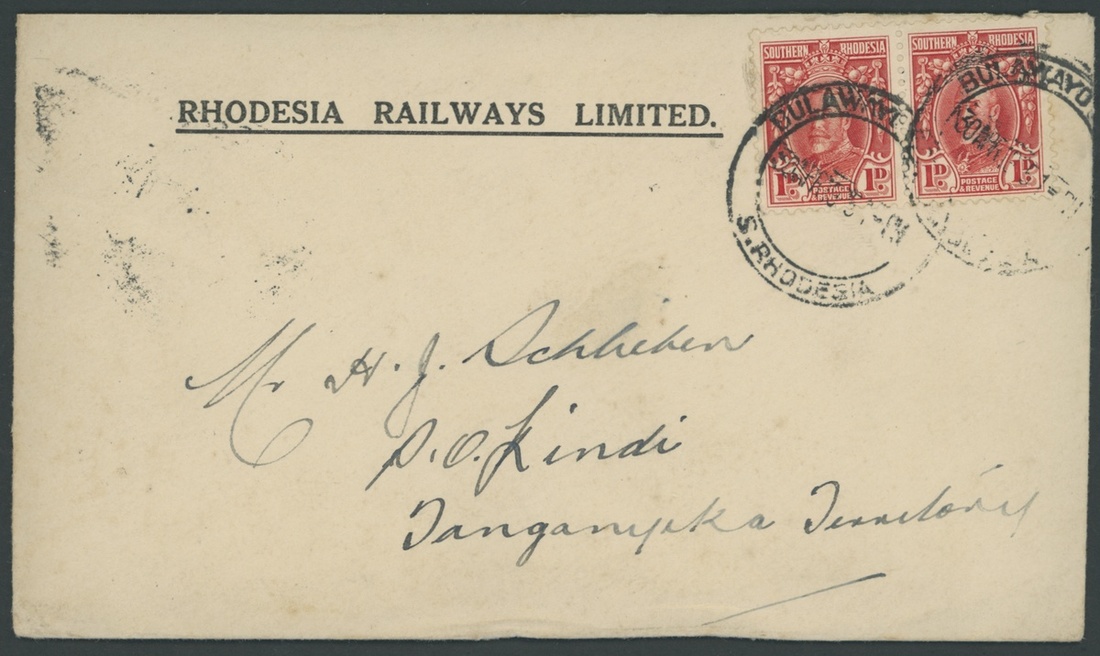 SOUTHERN RHODESIA SOUTHERN RHODESIA
RHODESIA RAILWAYS LIMITED.
BULAWAYO BULAWAYO
1D. POSTAGE & REVENUE 1D. 1D. POSTAGE & REVENUE 1D.
S. RHODESIA
Mr H. J. Schlieben
P.O. Lindi
Tanganyika Territory